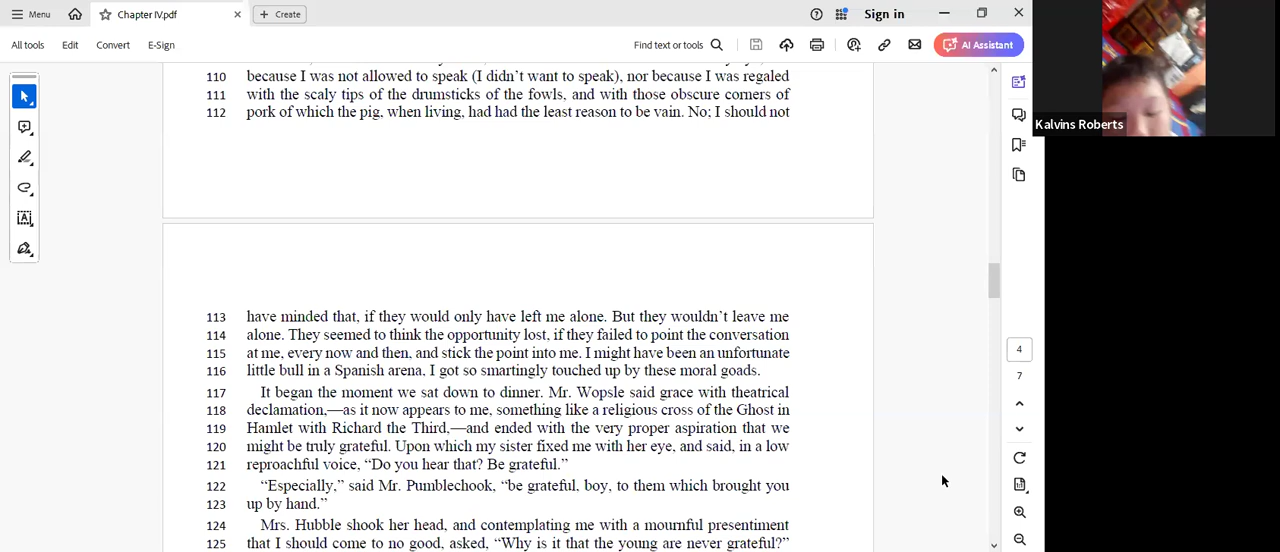 Menu
Chapter IV.pdf
Create
Sign in
All tools
Edit
Convert
E-Sign
Find text or tools
AI Assistant
Kalvins Roberts
110 because I was not allowed to speak (I didn't want to speak), nor because I was regaled
111 with the scaly tips of the drumsticks of the fowls, and with those obscure corners of
112 pork of which the pig, when living, had had the least reason to be vain. No; I should not
113 have minded that, if they would only have left me alone. But they wouldn't leave me
114 alone. They seemed to think the opportunity lost, if they failed to point the conversation
115 at me, every now and then, and stick the point into me. I might have been an unfortunate
116 little bull in a Spanish arena, I got so smartingly touched up by these moral goads.
117 It began the moment we sat down to dinner. Mr. Wopsle said grace with theatrical
118 declamation,—as it now appears to me, something like a religious cross of the Ghost in
119 Hamlet with Richard the Third,—and ended with the very proper aspiration that we
120 might be truly grateful. Upon which my sister fixed me with her eye, and said, in a low
121 reproachful voice, “Do you hear that? Be grateful.”
122 “Especially,” said Mr. Pumblechook, “be grateful, boy, to them which brought you
123 up by hand.”
124 Mrs. Hubble shook her head, and contemplating me with a mournful presentiment
125 that I should come to no good, asked, “Why is it that the young are never grateful?”
4
7